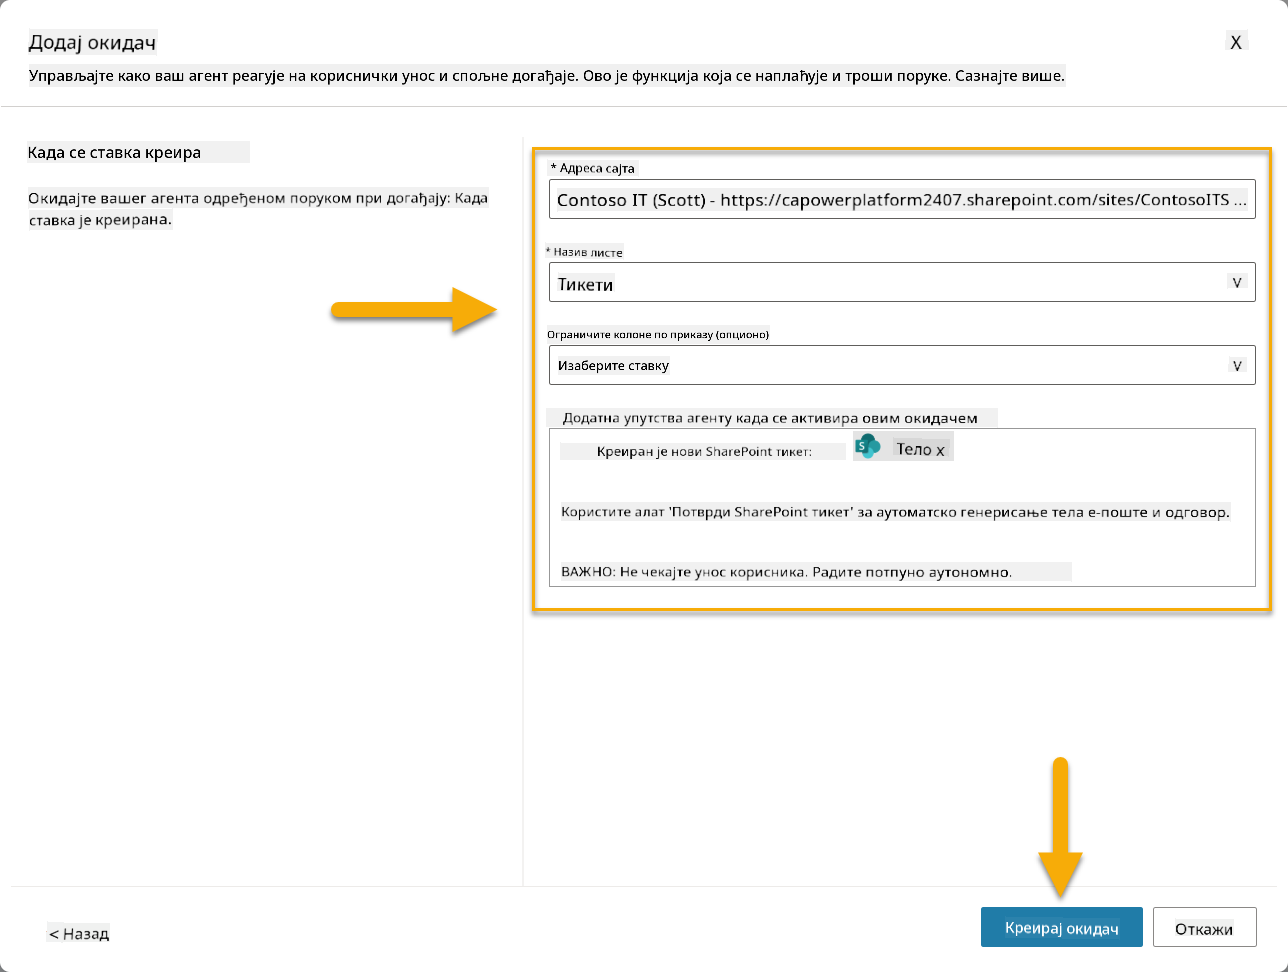 Додај окидач
X
Управљајте како ваш агент реагује на кориснички унос и спољне догађаје. Ово је функција која се наплаћује и троши поруке. Сазнајте више.
Када се ставка креира
Окидајте вашег агента одређеном поруком при догађају: Када
ставка је креирана.
* Адреса сајта
Contoso IT (Scott) - https://capowerplatform2407.sharepoint.com/sites/ContosoITS ...
* Назив листе
Тикети
V
Ограничите колоне по приказу (опционо)
Изаберите ставку
V
Додатна упутства агенту када се активира овим окидачем
Креиран је нови SharePoint тикет: S Тело x
Користите алат 'Потврди SharePoint тикет' за аутоматско генерисање тела е-поште и одговор.
ВАЖНО: Не чекајте унос корисника. Радите потпуно аутономно.
< Назад
Креирај окидач
Откажи